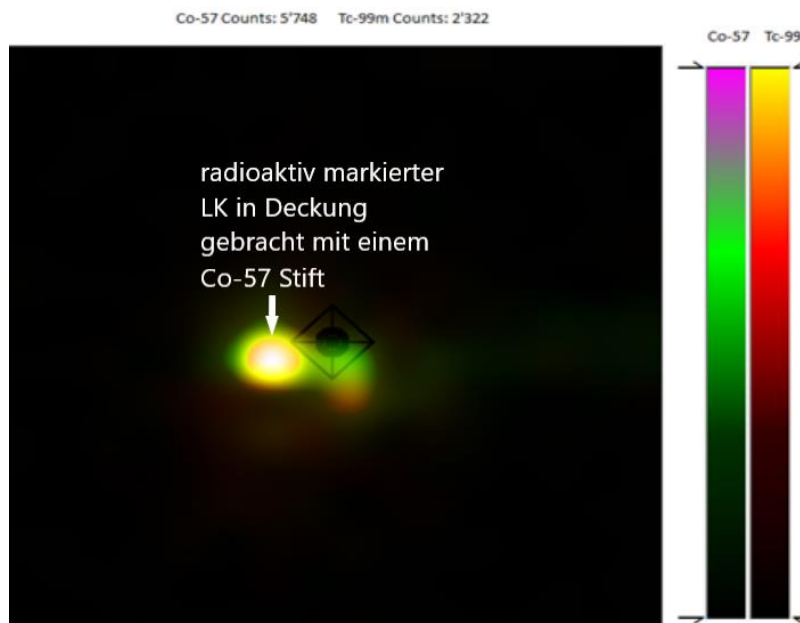 Co-57 Counts: 5'748 Tc-99m Counts: 2'322
Co-57 Tc-99
radioaktiv markierter
LK in Deckung
gebracht mit einem
Co-57 Stift